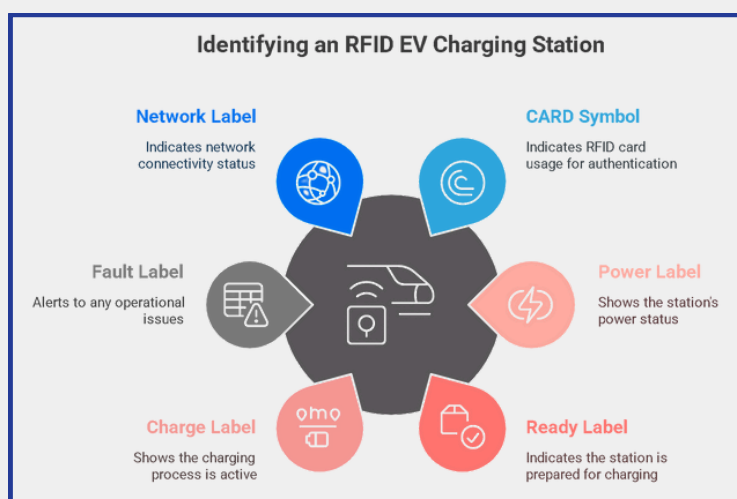 Identifying an RFID EV Charging Station
Network Label
Indicates network
connectivity status
CARD Symbol
Indicates RFID card
usage for authentication
Fault Label
Alerts to any operational
issues
Power Label
Shows the station's
power status
Charge Label
Shows the charging
process is active
Ready Label
Indicates the station is
prepared for charging